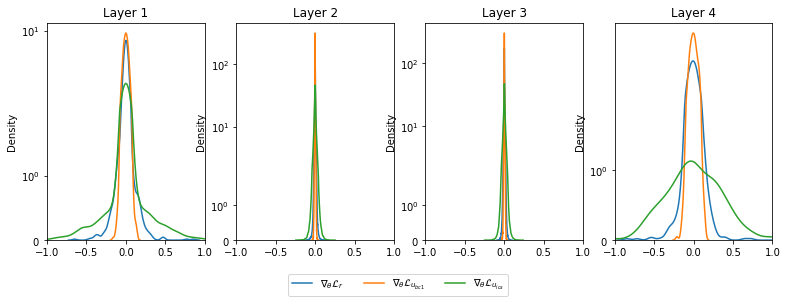 Layer 1 Layer 2 Layer 3 Layer 4
Density Density Density Density
10¹ 10² 10² 10⁰
10⁰ 10¹ 10¹ 0
0 10⁰ 10⁰
0 0
−1.0 −0.5 0.0 0.5 1.0 −1.0 −0.5 0.0 0.5 1.0 −1.0 −0.5 0.0 0.5 1.0 −1.0 −0.5 0.0 0.5 1.0
∇θℒr ∇θℒu_bc1 ∇θℒu_ics